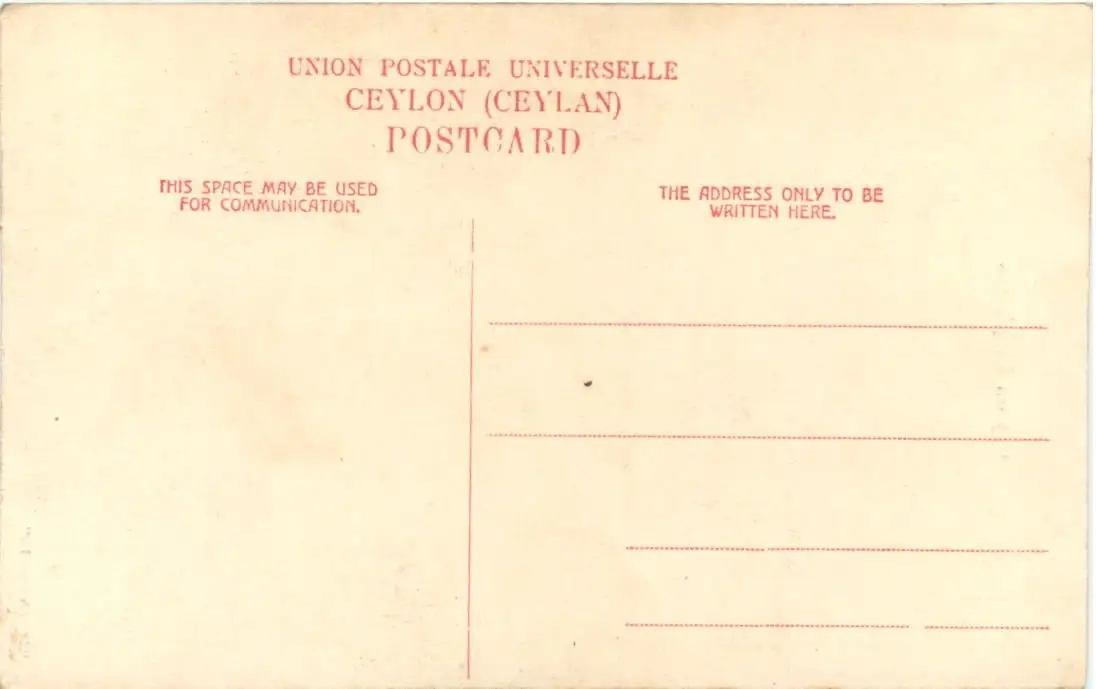 UNION POSTALE UNIVERSELLE
CEYLON (CEYLAN)
POSTCARD
THIS SPACE MAY BE USED
FOR COMMUNICATION.
THE ADDRESS ONLY TO BE
WRITTEN HERE.